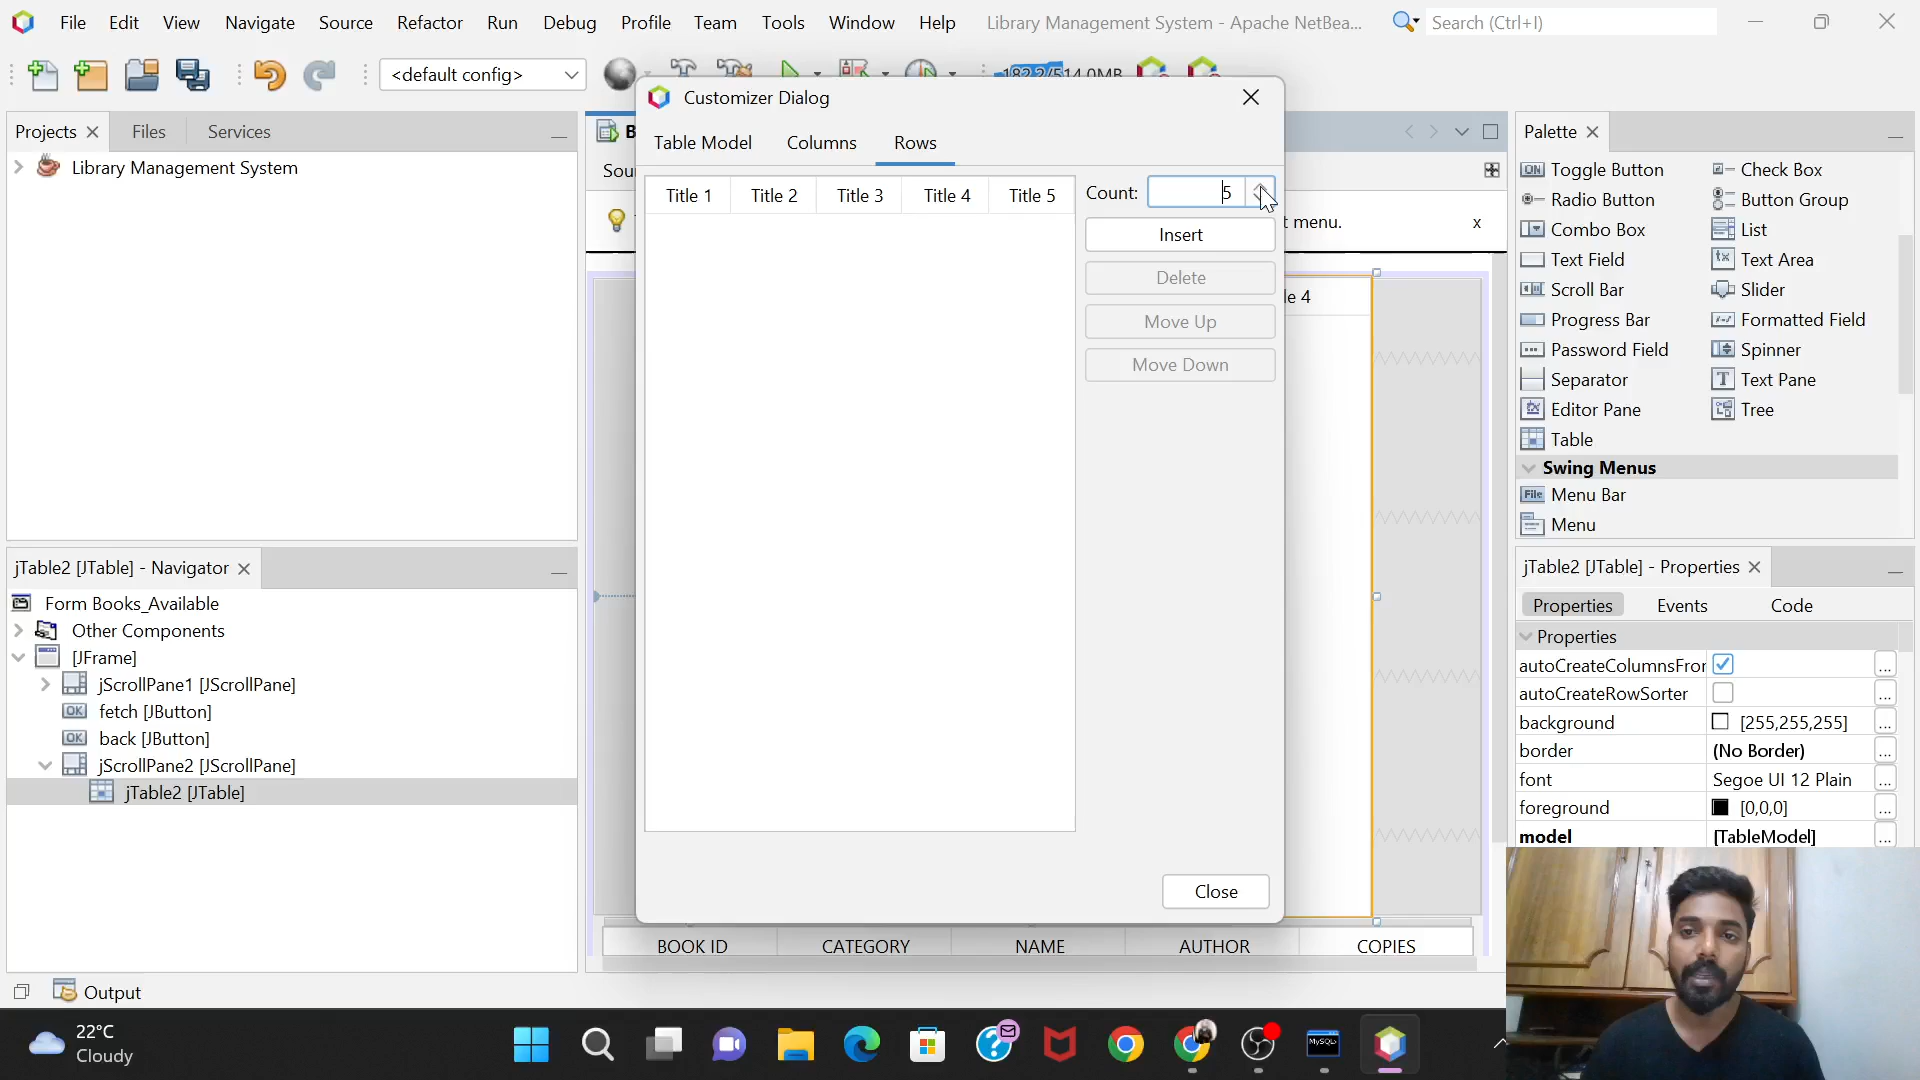 File Edit View Navigate Source Refactor Run Debug Profile Team Tools Window Help Library Management System - Apache NetBea... Search (Ctrl+I)
<default config>
Projects Files Services
Library Management System
jTable2 [JTable] - Navigator
Form Books_Available
Other Components
[JFrame]
jScrollPane1 [JScrollPane]
OK fetch [JButton]
OK back [JButton]
jScrollPane2 [JScrollPane]
jTable2 [JTable]
Output
B
Sou
t menu. x
le 4
Customizer Dialog
Table Model Columns Rows
Title 1 Title 2 Title 3 Title 4 Title 5
Count: 5
Insert
Delete
Move Up
Move Down
Close
BOOK ID CATEGORY NAME AUTHOR COPIES
Palette
Toggle Button Check Box
Radio Button Button Group
Combo Box List
Text Field Text Area
Scroll Bar Slider
Progress Bar Formatted Field
Password Field Spinner
Separator Text Pane
Editor Pane Tree
Table
Swing Menus
File Menu Bar
Menu
jTable2 [JTable] - Properties
Properties Events Code
Properties
autoCreateColumnsFror ...
autoCreateRowSorter ...
background [255,255,255] ...
border (No Border) ...
font Segoe UI 12 Plain ...
foreground [0,0,0] ...
model [TableModel] ...
22°C
Cloudy
MySQL